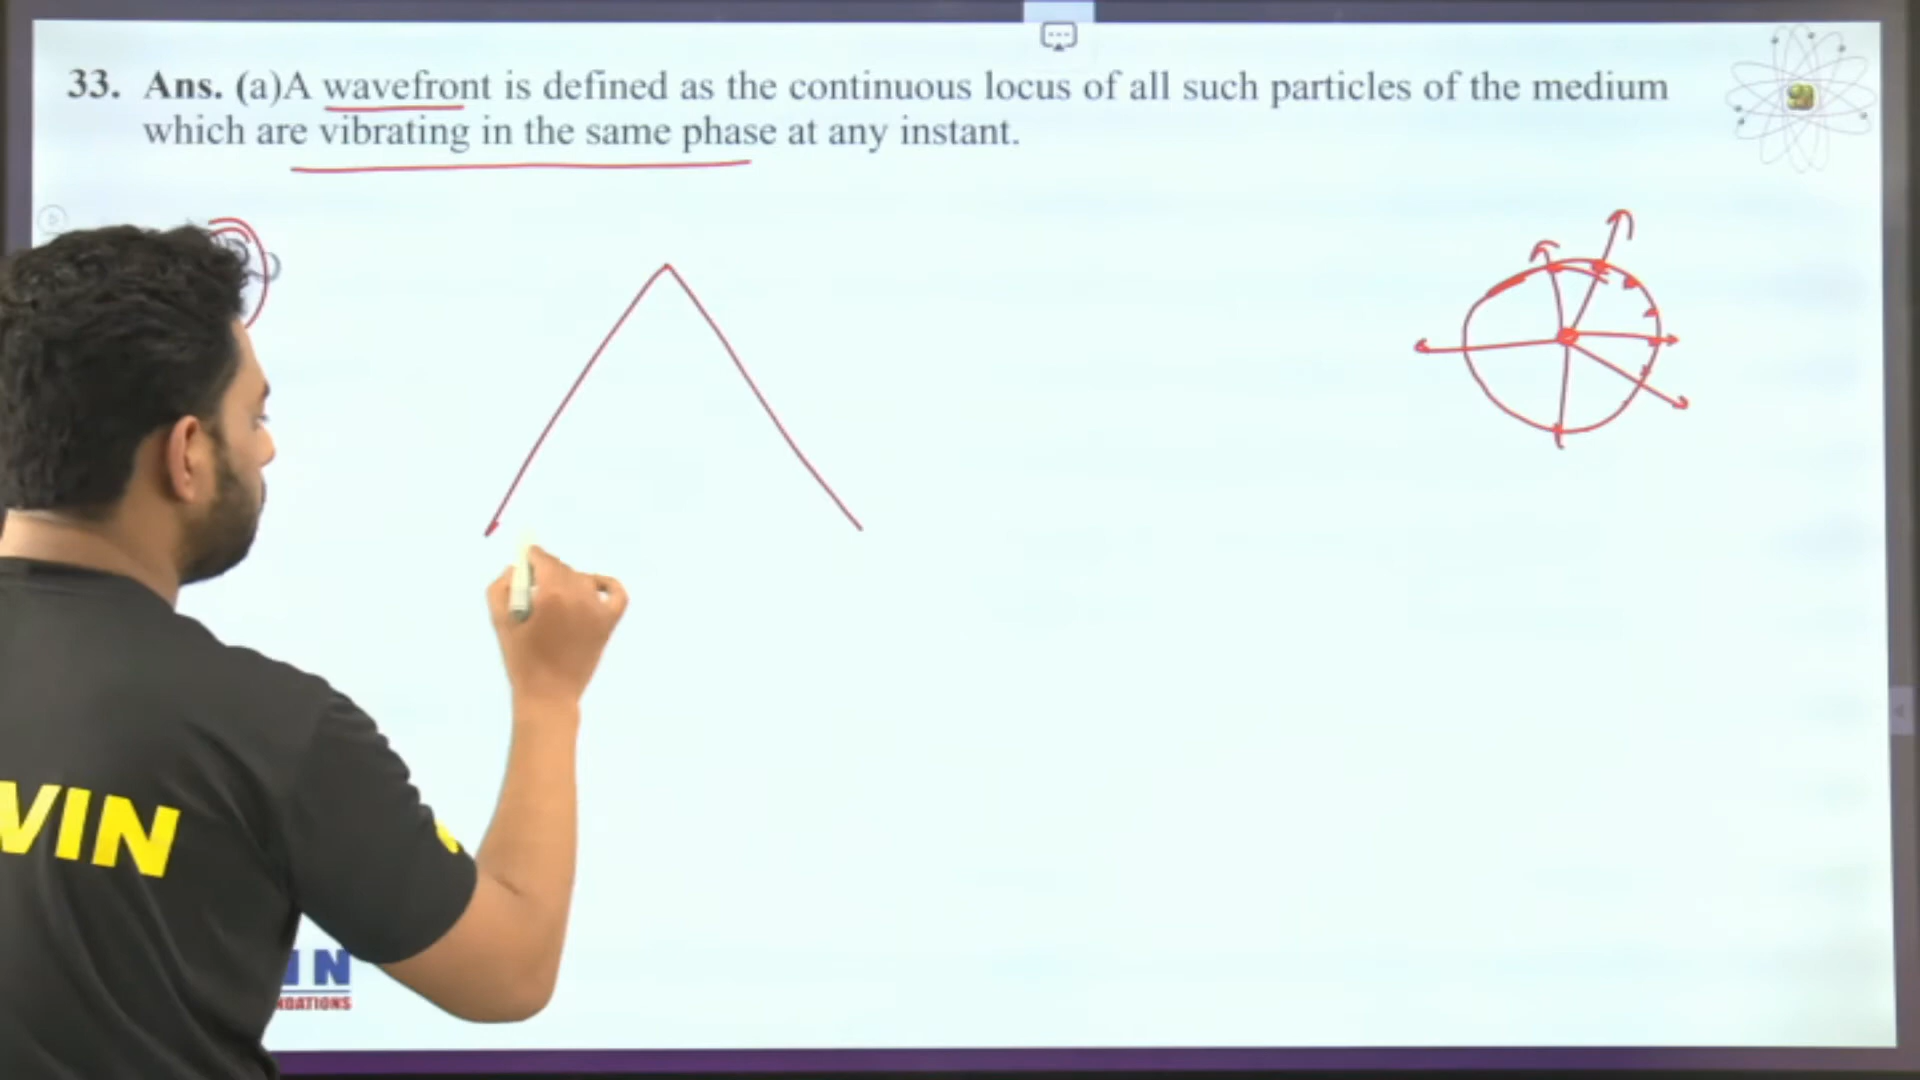 33. Ans. (a)A wavefront is defined as the continuous locus of all such particles of the medium
which are vibrating in the same phase at any instant.
VIN
IN
NDATIONS